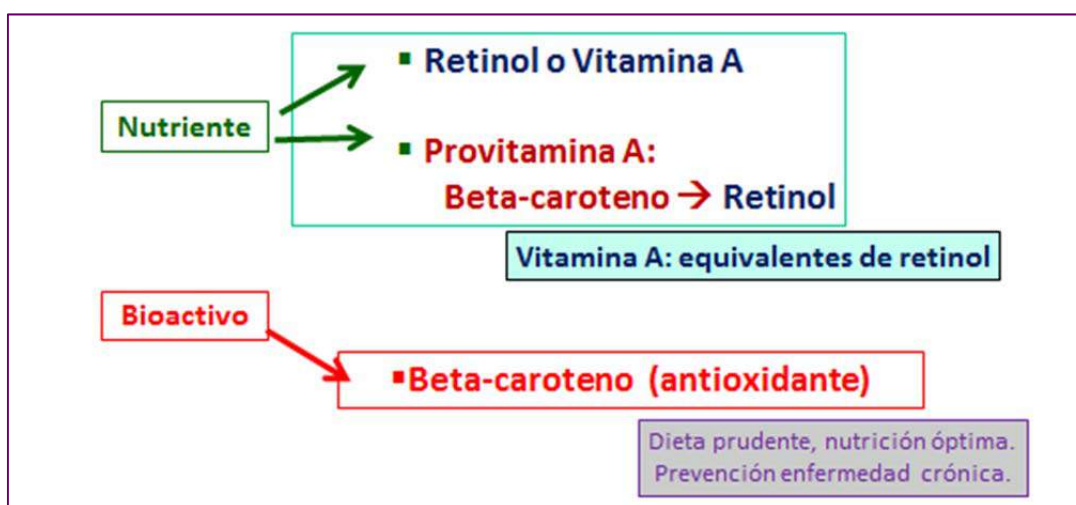 ▪ Retinol o Vitamina A
Nutriente
▪ Provitamina A:
Beta-caroteno → Retinol
Vitamina A: equivalentes de retinol
Bioactivo
▪Beta-caroteno (antioxidante)
Dieta prudente, nutrición óptima.
Prevención enfermedad crónica.